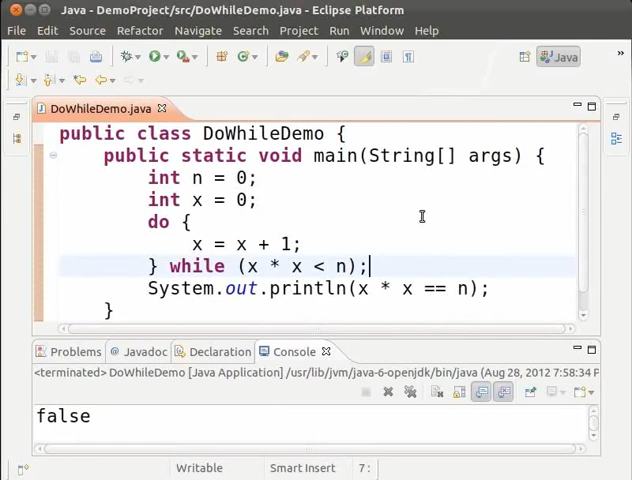 Java - DemoProject/src/DoWhileDemo.java - Eclipse Platform
File Edit Source Refactor Navigate Search Project Run Window Help
Java
DoWhileDemo.java
public class DoWhileDemo {
public static void main(String[] args) {
int n = 0;
int x = 0;
do {
x = x + 1;
} while (x * x < n);
System.out.println(x * x == n);
}
Problems Javadoc Declaration Console
<terminated> DoWhileDemo [Java Application] /usr/lib/jvm/java-6-openjdk/bin/java (Aug 28, 2012 7:58:34 P
false
Writable Smart Insert 7 :